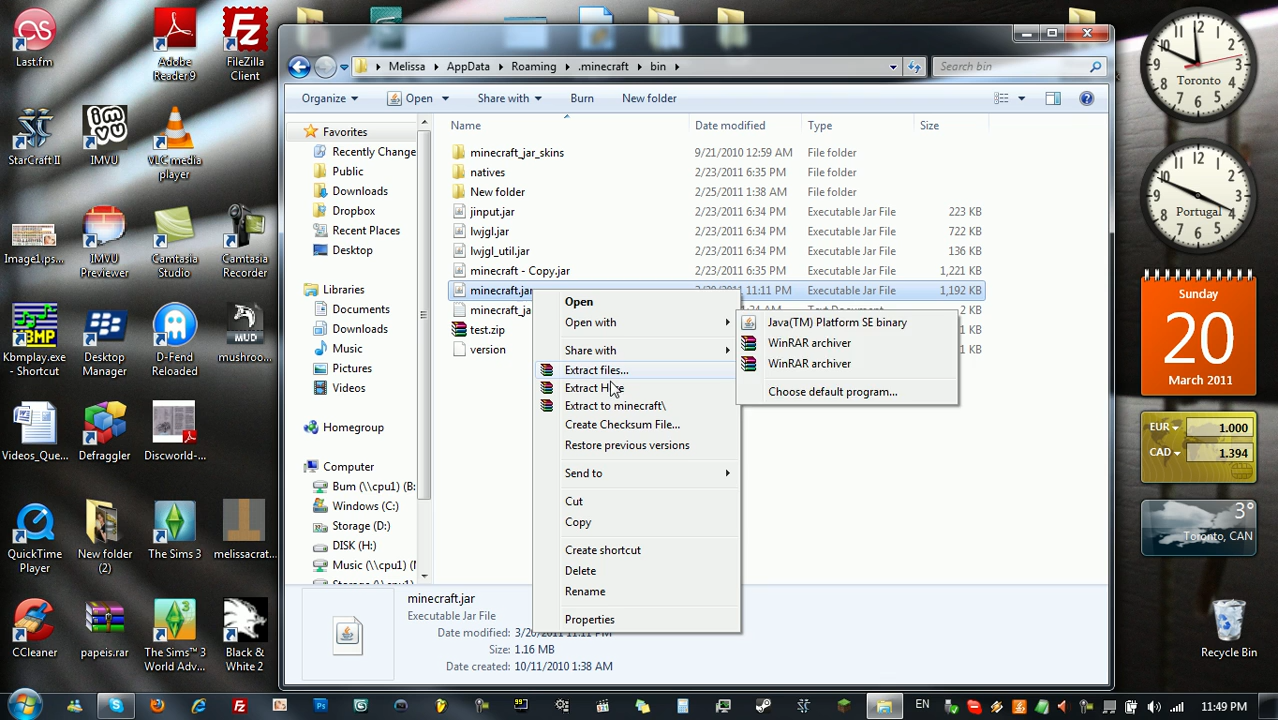 Last.fm
Adobe Reader 9
FileZilla Client
StarCraft II
IMVU
VLC media player
Image1.ps...
IMVU Previewer
Camtasia Studio
Camtasia Recorder
Kbmplay.exe - Shortcut
Desktop Manager
D-Fend Reloaded
mushroo...
Videos_Que...
Defraggler
Discworld-...
QuickTime Player
New folder (2)
The Sims 3
melissacrat...
CCleaner
papeis.rar
The Sims™ 3 World Adv...
Black & White 2
Melissa
AppData
Roaming
.minecraft
bin
Search bin
Organize
Open
Share with
Burn
New folder
Favorites
Recently Change
Public
Downloads
Dropbox
Recent Places
Desktop
Libraries
Documents
Downloads
Music
Pictures
Videos
Homegroup
Computer
Bum (\\cpu1) (B:
Windows (C:)
Storage (D:)
DISK (H:)
Music (\\cpu1) (
Name Date modified Type Size
minecraft_jar_skins 9/21/2010 12:59 AM File folder
natives 2/23/2011 6:35 PM File folder
New folder 2/25/2011 1:38 AM File folder
jinput.jar 2/23/2011 6:34 PM Executable Jar File 223 KB
lwjgl.jar 2/23/2011 6:34 PM Executable Jar File 722 KB
lwjgl_util.jar 2/23/2011 6:34 PM Executable Jar File 136 KB
minecraft - Copy.jar 2/23/2011 6:35 PM Executable Jar File 1,221 KB
minecraft.jar 11:11 PM Executable Jar File 1,192 KB
minecraft_ja 2 KB
test.zip
version
Open
Open with
Share with
Extract files...
Extract Here
Extract to minecraft\
Create Checksum File...
Restore previous versions
Send to
Cut
Copy
Create shortcut
Delete
Rename
Properties
Java(TM) Platform SE binary
WinRAR archiver
WinRAR archiver
Choose default program...
minecraft.jar
Executable Jar File
Date modified: 3/20/2011 11:11 PM
Size: 1.16 MB
Date created: 10/11/2010 1:38 AM
Toronto
Portugal
Sunday
20
March 2011
EUR 1.000
CAD 1.394
3°
Toronto, CAN
Recycle Bin
EN
11:49 PM